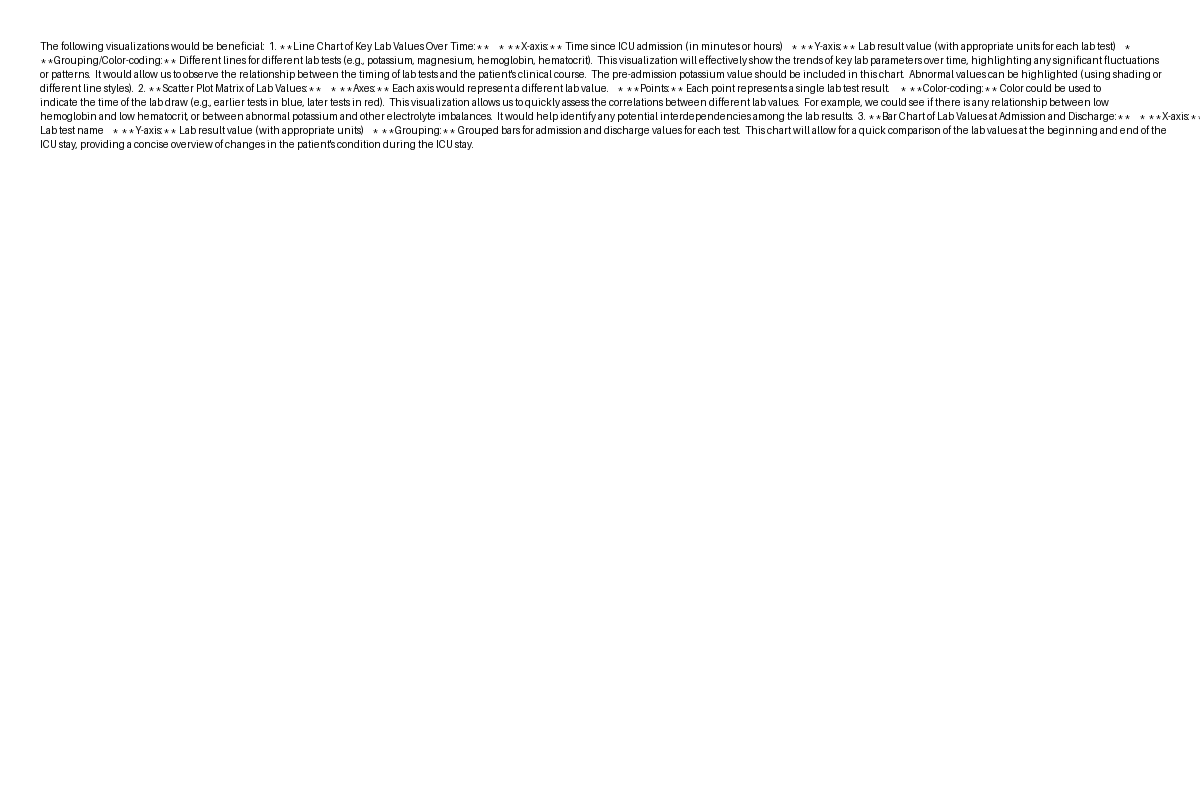 The following visualizations would be beneficial:  1. **Line Chart of Key Lab Values Over Time:**    * **X-axis:** Time since ICU admission (in minutes or hours)    * **Y-axis:** Lab result value (with appropriate units for each lab test)    *
**Grouping/Color-coding:** Different lines for different lab tests (e.g., potassium, magnesium, hemoglobin, hematocrit).  This visualization will effectively show the trends of key lab parameters over time, highlighting any significant fluctuations
or patterns.  It would allow us to observe the relationship between the timing of lab tests and the patient's clinical course.  The pre-admission potassium value should be included in this chart.  Abnormal values can be highlighted (using shading or
different line styles).  2. **Scatter Plot Matrix of Lab Values:**    * **Axes:** Each axis would represent a different lab value.    * **Points:** Each point represents a single lab test result.    * **Color-coding:** Color could be used to
indicate the time of the lab draw (e.g., earlier tests in blue, later tests in red).  This visualization allows us to quickly assess the correlations between different lab values.  For example, we could see if there is any relationship between low
hemoglobin and low hematocrit, or between abnormal potassium and other electrolyte imbalances.  It would help identify any potential interdependencies among the lab results.  3. **Bar Chart of Lab Values at Admission and Discharge:**    * **X-axis:**
Lab test name    * **Y-axis:** Lab result value (with appropriate units)    * **Grouping:** Grouped bars for admission and discharge values for each test.  This chart will allow for a quick comparison of the lab values at the beginning and end of the
ICU stay, providing a concise overview of changes in the patient's condition during the ICU stay.